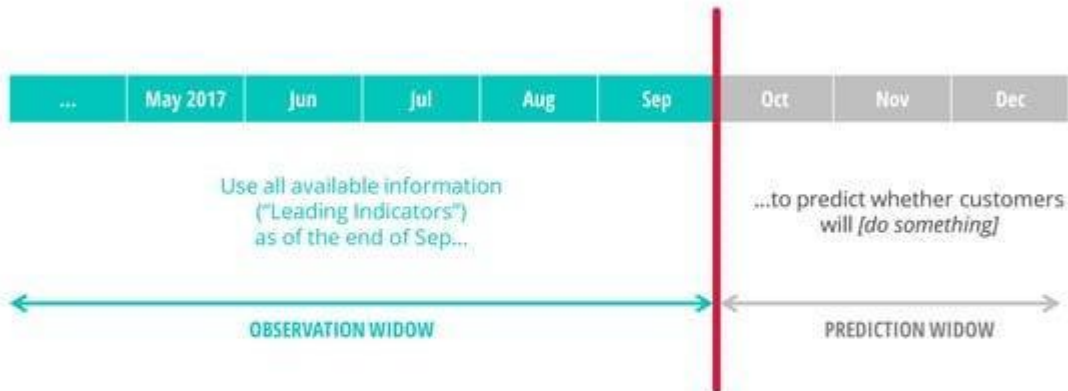 ... May 2017 Jun Jul Aug Sep Oct Nov Dec
Use all available information
("Leading Indicators")
as of the end of Sep...
...to predict whether customers
will [do something]
OBSERVATION WIDOW
PREDICTION WIDOW